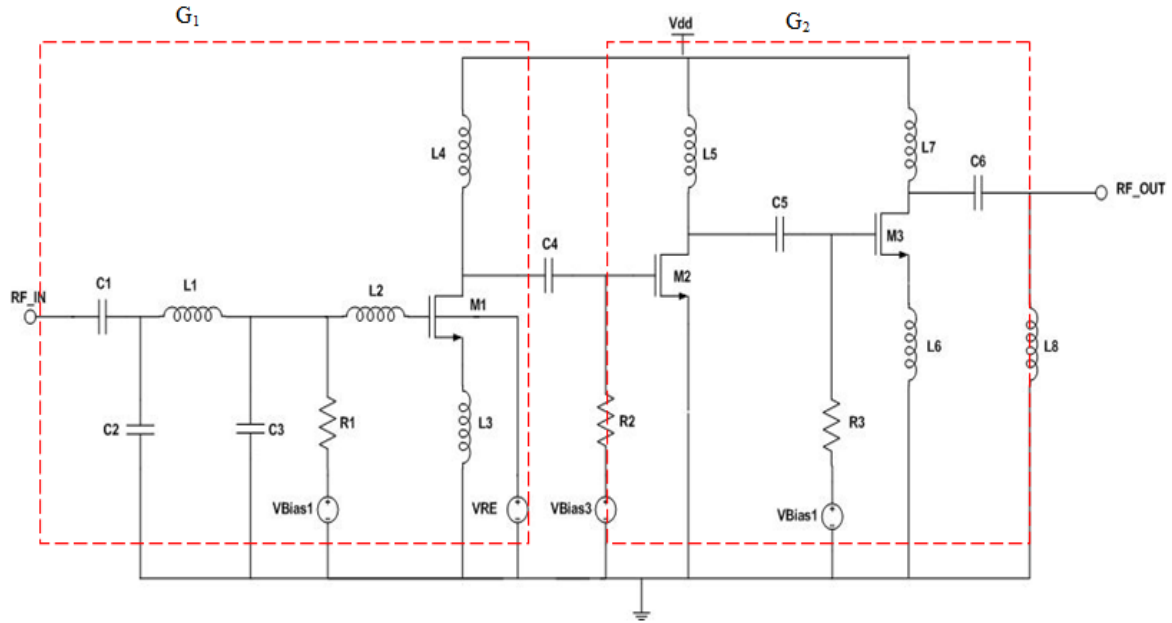 G1
G2
Vdd
L4
L5
L7
C6
RF_OUT
C5
C4
M3
M2
C1
L1
L2
M1
RF_IN
L6
L8
C2
C3
R1
L3
R2
R3
VBias1
VRE
VBias3
VBias1